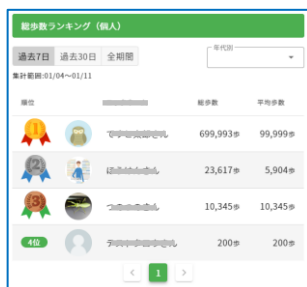 総歩数ランキング（個人）
過去7日 過去30日 全期間
年代別
集計範囲:01/04～01/11
順位 総歩数 平均歩数
1 699,993歩 99,999歩
2 23,617歩 5,904歩
3 10,345歩 10,345歩
4位 200歩 200歩
< 1 >